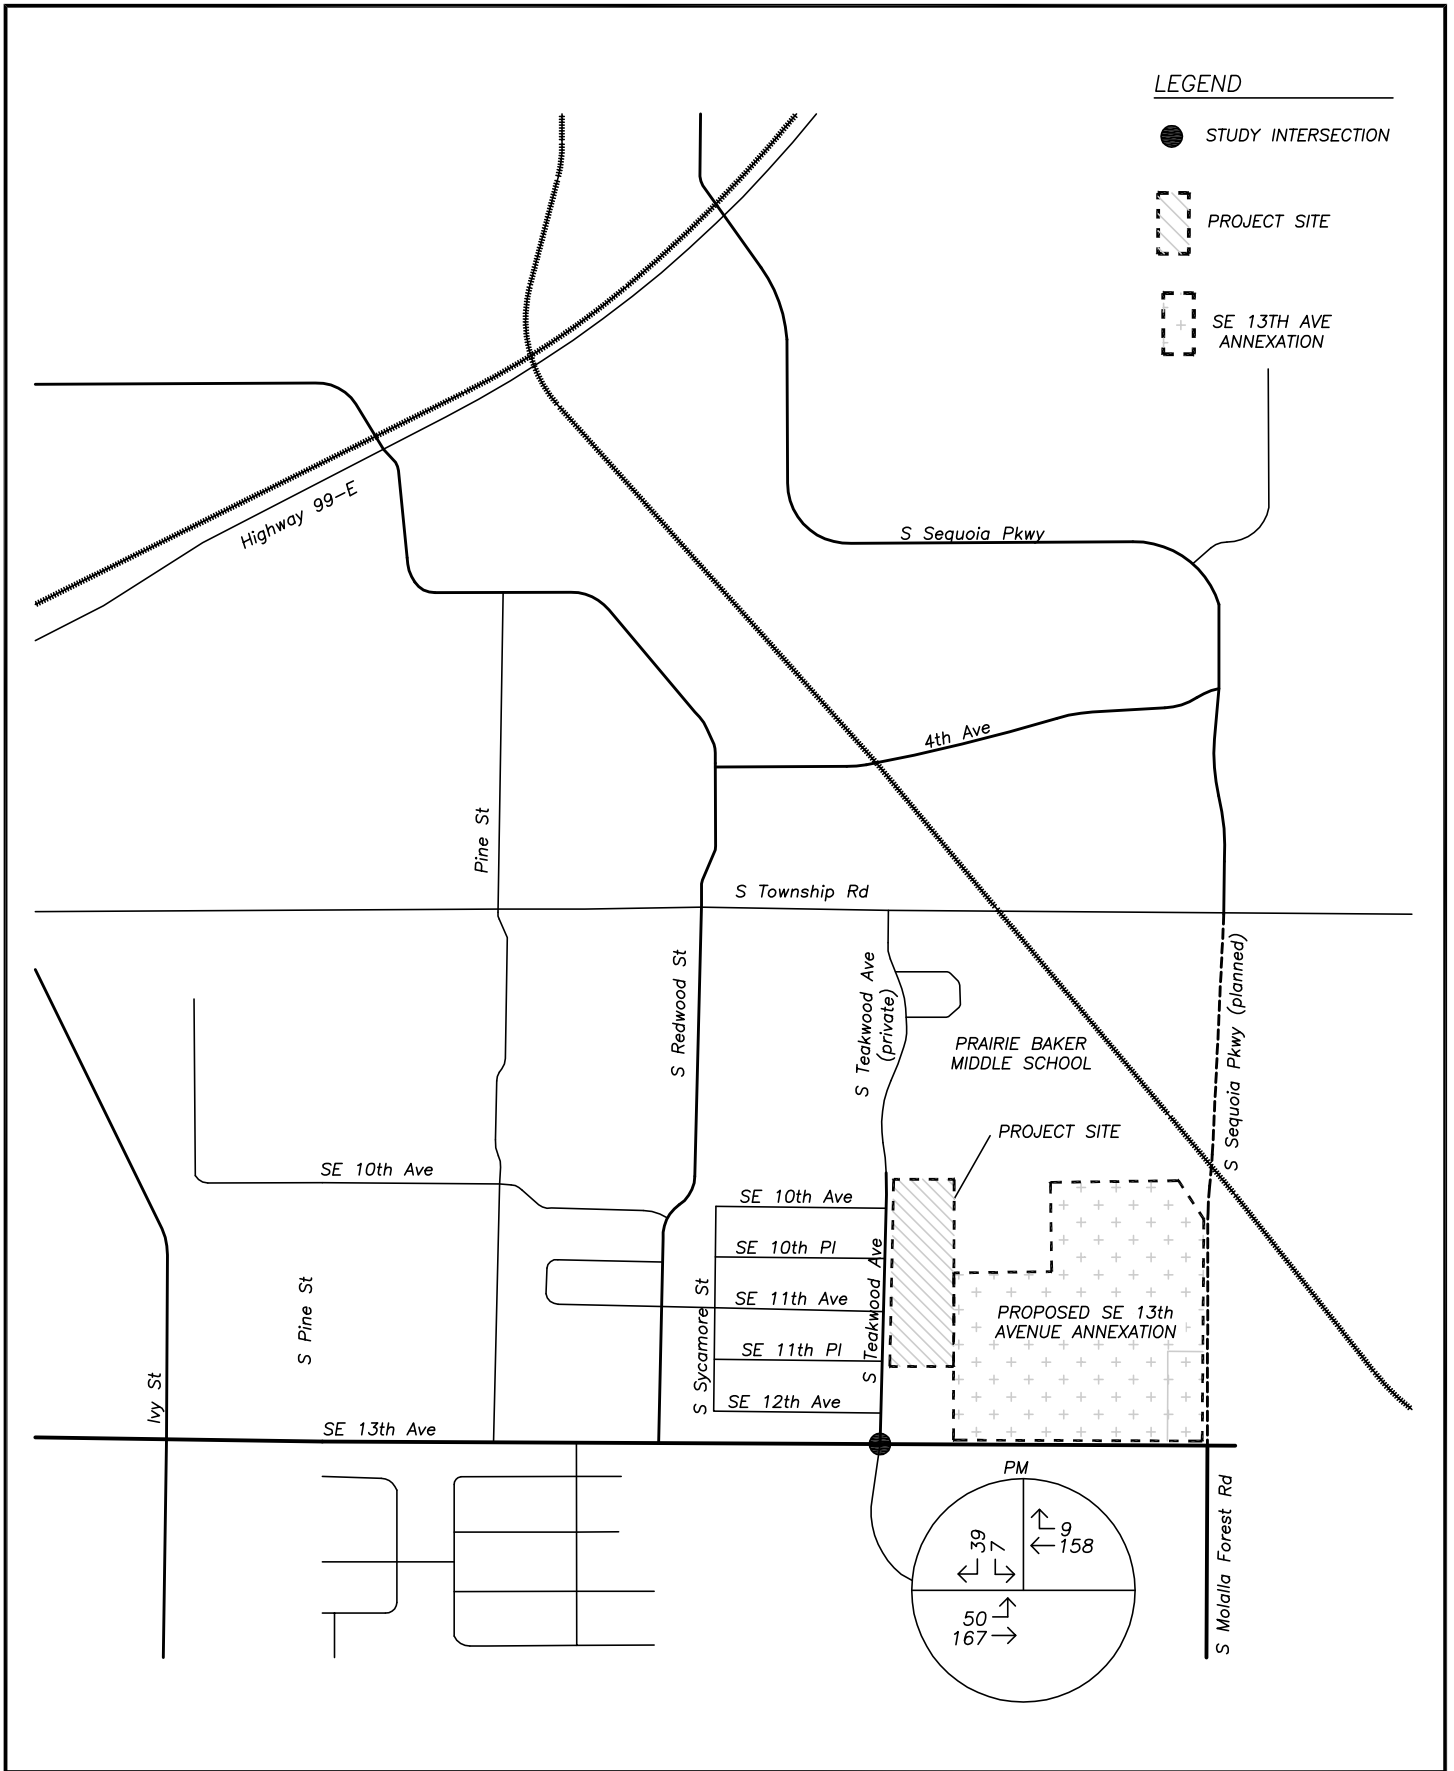 LEGEND
STUDY INTERSECTION
PROJECT SITE
SE 13TH AVE
ANNEXATION
Highway 99-E
S Sequoia Pkwy
4th Ave
Pine St
S Township Rd
S Redwood St
S Teakwood Ave
(private)
PRAIRIE BAKER
MIDDLE SCHOOL
S Sequoia Pkwy (planned)
PROJECT SITE
SE 10th Ave
SE 10th Ave
SE 10th Pl
SE 11th Ave
SE 11th Pl
SE 12th Ave
S Pine St
S Sycamore St
S Teakwood Ave
PROPOSED SE 13th
AVENUE ANNEXATION
Ivy St
SE 13th Ave
PM
39
7
9
158
50
167
S Molalla Forest Rd